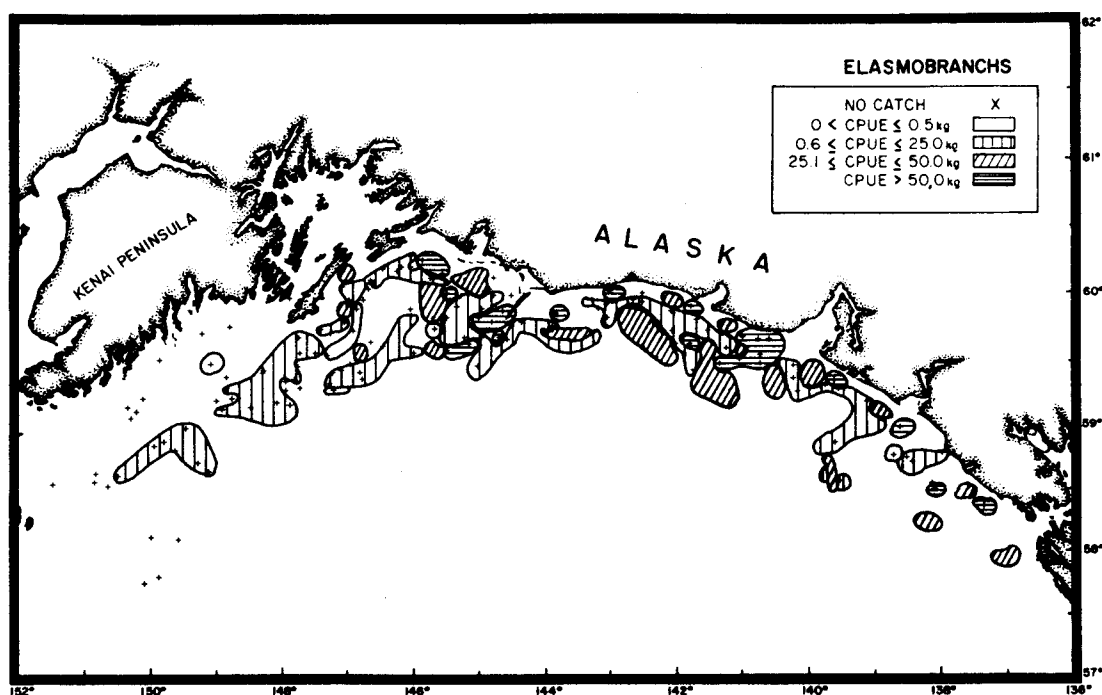 62°
ELASMOBRANCHS
NO CATCH X
0 < CPUE ≤ 0.5 kg
0.6 < CPUE ≤ 25.0 kg
25.1 ≤ CPUE ≤ 50.0 kg
CPUE > 50.0 kg
61°
KENAI PENINSULA
ALASKA
60°
59°
58°
57°
152° 150° 148° 146° 144° 142° 140° 138° 136°